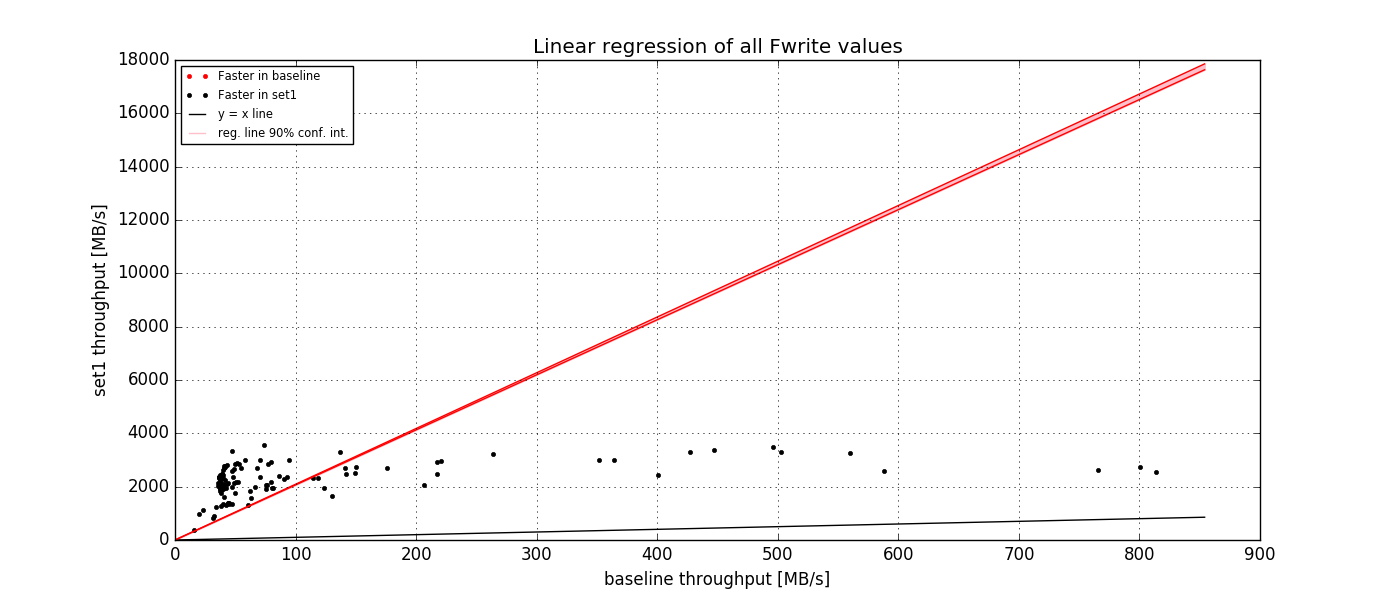 Linear regression of all Fwrite values
18000
16000
14000
12000
10000
8000
6000
4000
2000
0
set1 throughput [MB/s]
Faster in baseline
Faster in set1
y = x line
reg. line 90% conf. int.
0 100 200 300 400 500 600 700 800 900
baseline throughput [MB/s]